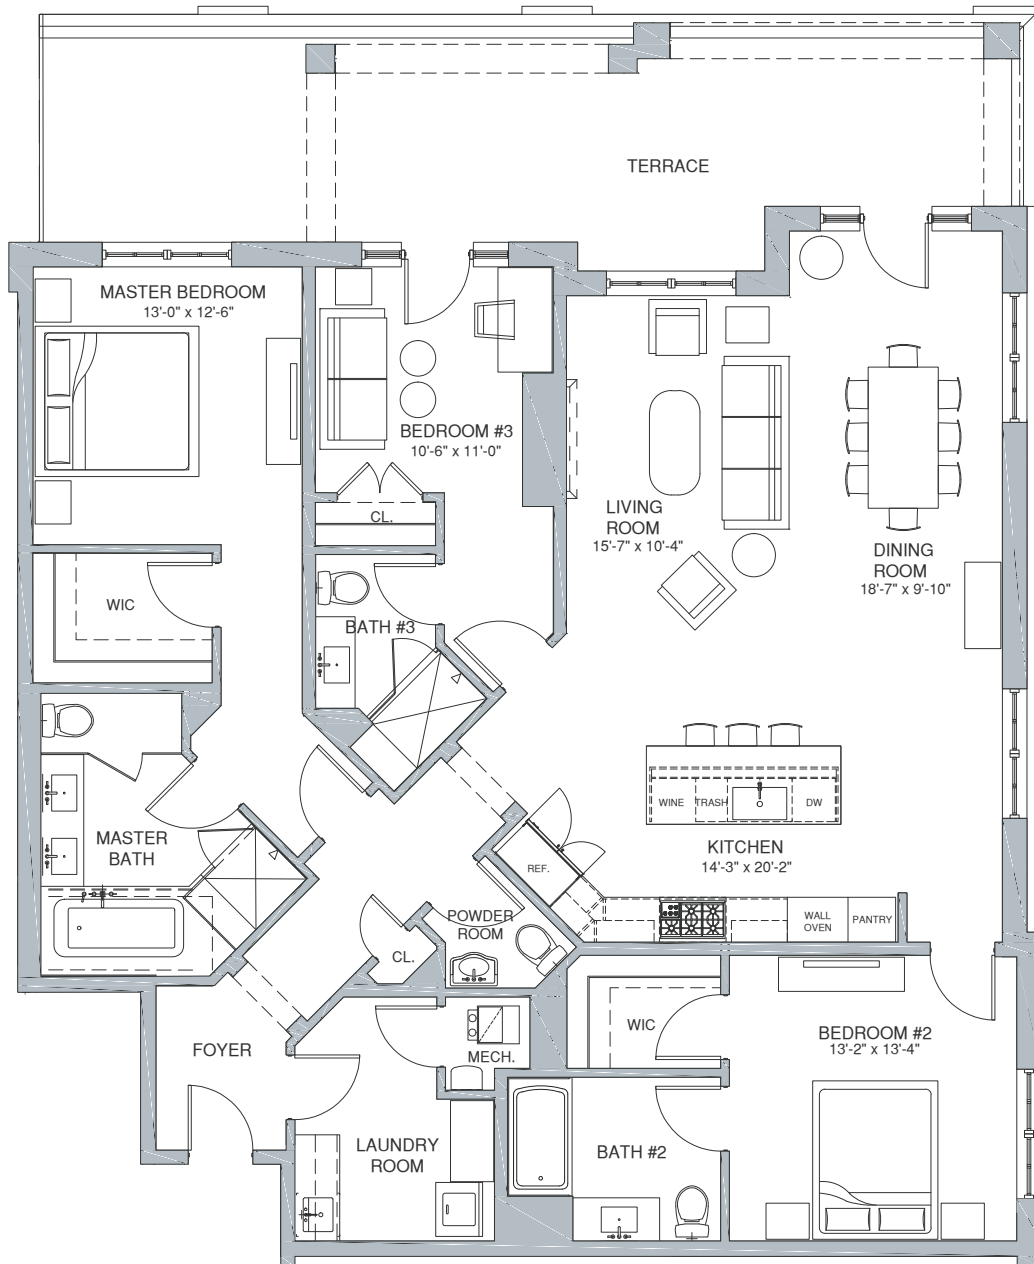 TERRACE
MASTER BEDROOM
13'-0" x 12'-6"
BEDROOM #3
10'-6" x 11'-0"
CL.
LIVING
ROOM
15'-7" x 10'-4"
DINING
ROOM
18'-7" x 9'-10"
WIC
BATH #3
WINE
TRASH
DW
MASTER
BATH
KITCHEN
14'-3" x 20'-2"
REF.
POWDER
ROOM
WALL
OVEN
PANTRY
CL.
FOYER
MECH.
WIC
BEDROOM #2
13'-2" x 13'-4"
LAUNDRY
ROOM
BATH #2